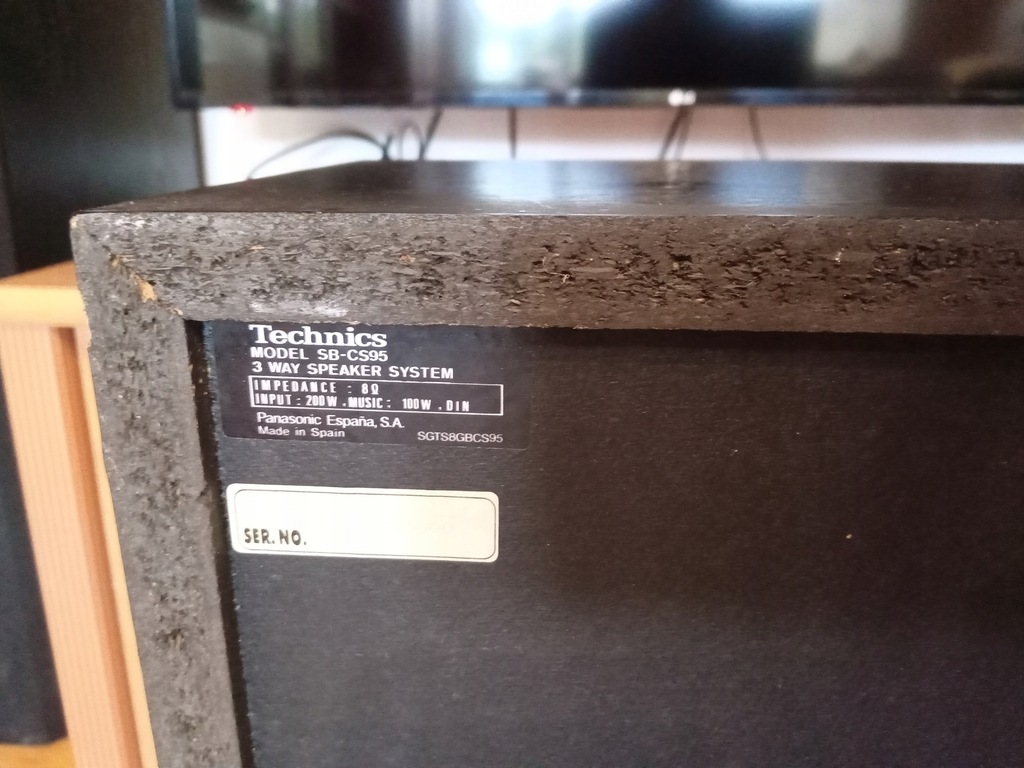 LG
Technics
MODEL SB-CS95
3 WAY SPEAKER SYSTEM
IMPEDANCE : 8Ω
INPUT : 200W . MUSIC : 100W . DIN
Panasonic España, S.A.
Made in Spain SGTS8GBCS95
SER. NO.